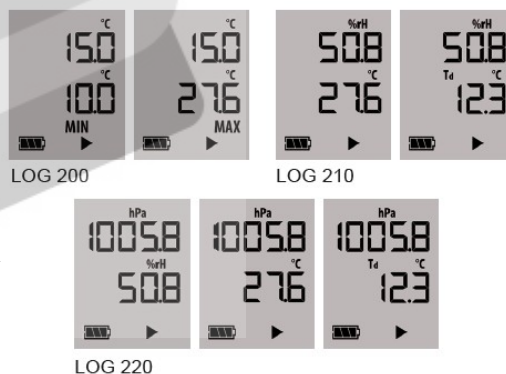 °C °C %rH %rH
15.0 15.0 50.8 50.8
°C °C °C Td °C
10.0 27.6 27.6 12.3
MIN MAX
LOG 200 LOG 210
hPa hPa hPa
1005.8 1005.8 1005.8
%rH °C Td °C
50.8 27.6 12.3
LOG 220